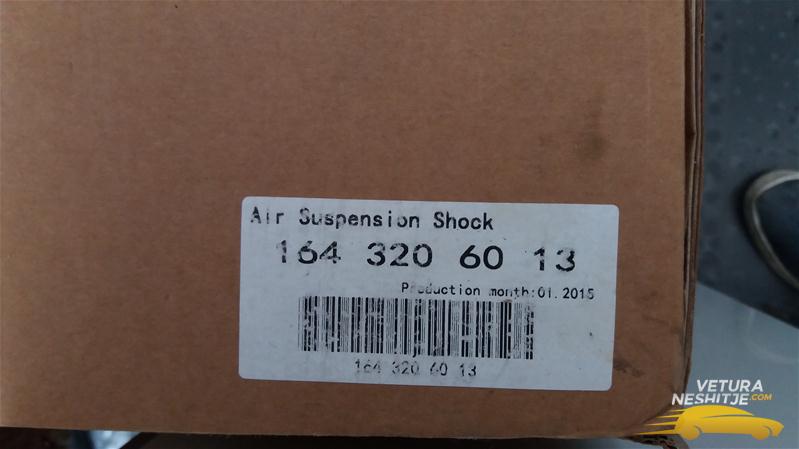 Air Suspension Shock
164 320 60 13
Production month:01.2015
164 320 60 13
VETURA
NESHITJE.COM